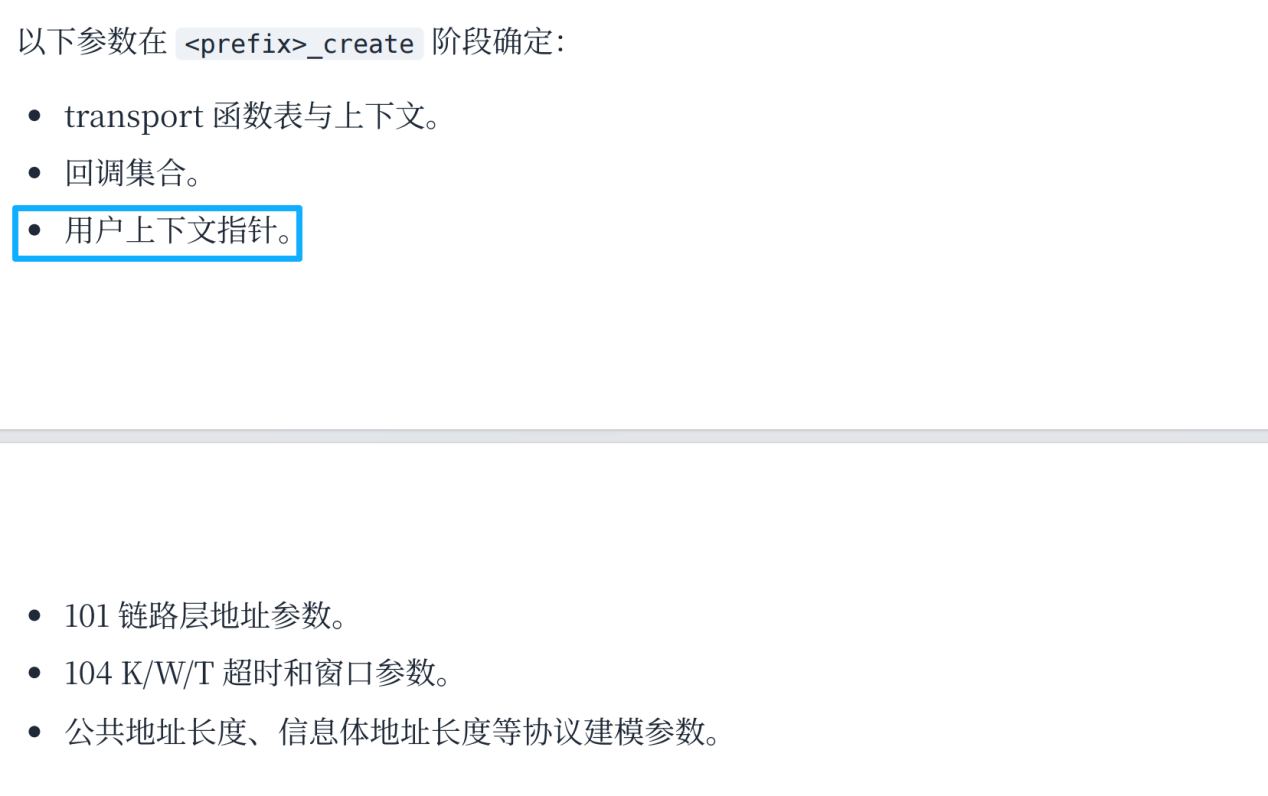 以下参数在 <prefix>_create 阶段确定：
• transport 函数表与上下文。
• 回调集合。
• 用户上下文指针。
• 101 链路层地址参数。
• 104 K/W/T 超时和窗口参数。
• 公共地址长度、信息体地址长度等协议建模参数。